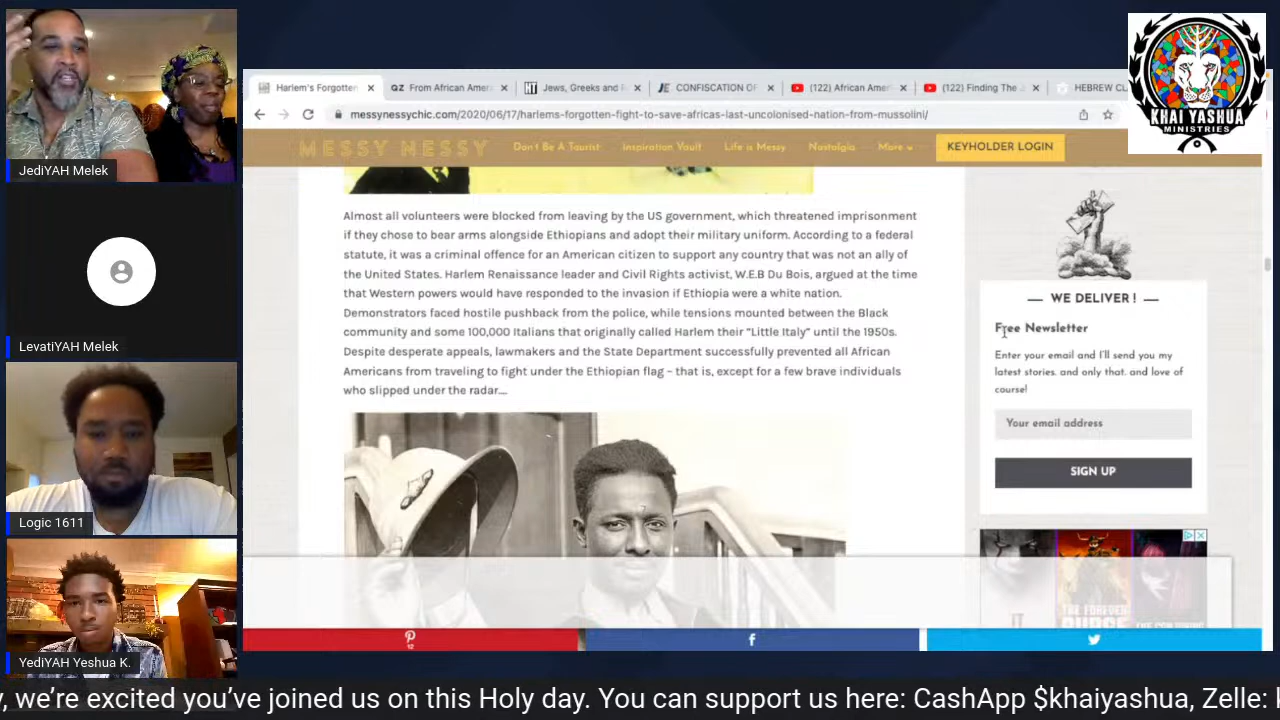 JediYAH Melek
LevatiYAH Melek
Logic 1611
YediYAH Yeshua K.
Harlem's Forgotten
From African Amer
Jews, Greeks and
CONFISCATION OF
(122) African Amer
(122) Finding The
HEBREW CL
messynessychic.com/2020/06/17/harlems-forgotten-fight-to-save-africas-last-uncolonised-nation-from-mussolini/
KHAI YASHUA
MINISTRIES
MESSY NESSY
Don't Be A Tourist
Inspiration Vault
Life is Messy
Nostalgia
More
KEYHOLDER LOGIN
Almost all volunteers were blocked from leaving by the US government, which threatened imprisonment
if they chose to bear arms alongside Ethiopians and adopt their military uniform. According to a federal
statute, it was a criminal offence for an American citizen to support any country that was not an ally of
the United States. Harlem Renaissance leader and Civil Rights activist, W.E.B Du Bois, argued at the time
that Western powers would have responded to the invasion if Ethiopia were a white nation.
Demonstrators faced hostile pushback from the police, while tensions mounted between the Black
community and some 100,000 Italians that originally called Harlem their “Little Italy” until the 1950s.
Despite desperate appeals, lawmakers and the State Department successfully prevented all African
Americans from traveling to fight under the Ethiopian flag – that is, except for a few brave individuals
who slipped under the radar....
WE DELIVER !
Free Newsletter
Enter your email and I'll send you my
latest stories. and only that. and love of
course!
Your email address
SIGN UP
THE FOREVER
PURGE
12
, we’re excited you’ve joined us on this Holy day. You can support us here: CashApp $khaiyashua, Zelle: